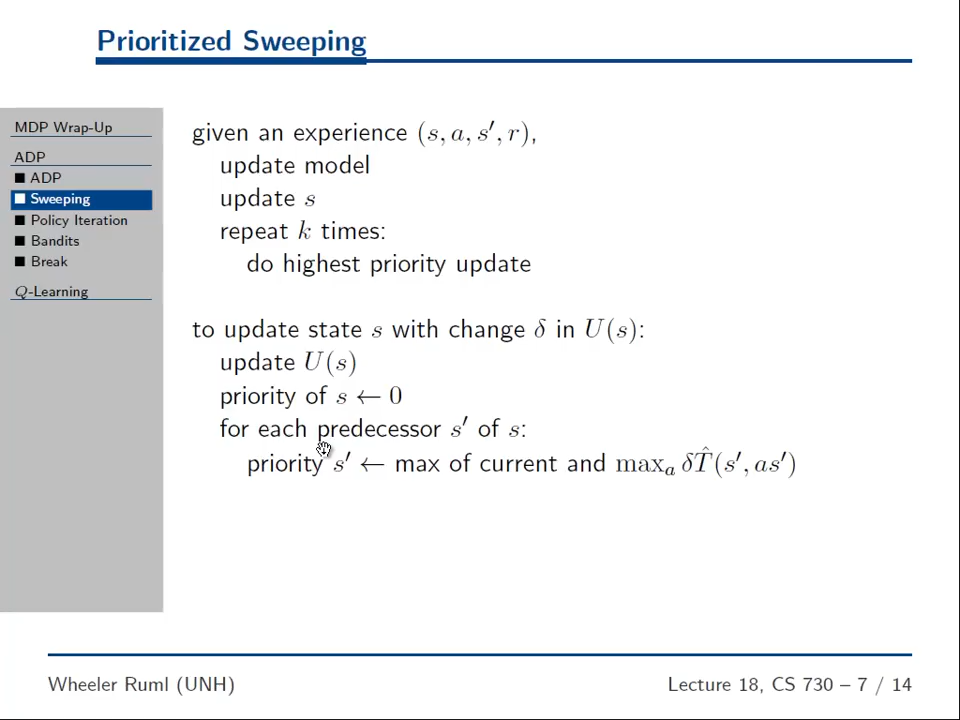 Prioritized Sweeping
MDP Wrap-Up
ADP
■ ADP
■ Sweeping
■ Policy Iteration
■ Bandits
■ Break
Q-Learning
given an experience (s, a, s′, r),
update model
update s
repeat k times:
do highest priority update
to update state s with change δ in U(s):
update U(s)
priority of s ← 0
for each predecessor s′ of s:
priority s′ ← max of current and maxₐ δT̂(s′, as′)
Wheeler Ruml (UNH)
Lecture 18, CS 730 – 7 / 14